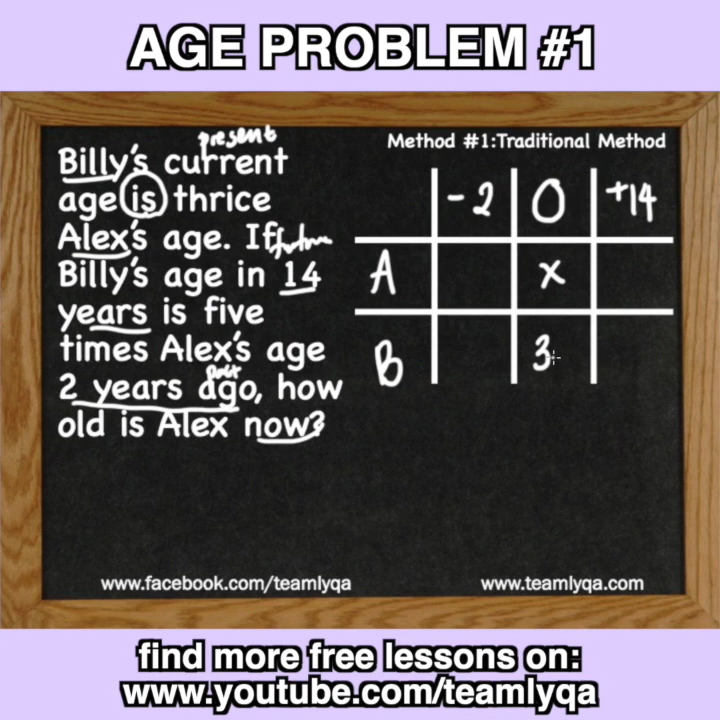 AGE PROBLEM #1
present
Billy's current
age is thrice
Alex's age. If future
Billy's age in 14
years is five
times Alex's age
past
2 years ago, how
old is Alex now?
Method #1:Traditional Method
-2 0 +14
A x
B 3
www.facebook.com/teamlyqa
www.teamlyqa.com
find more free lessons on:
www.youtube.com/teamlyqa